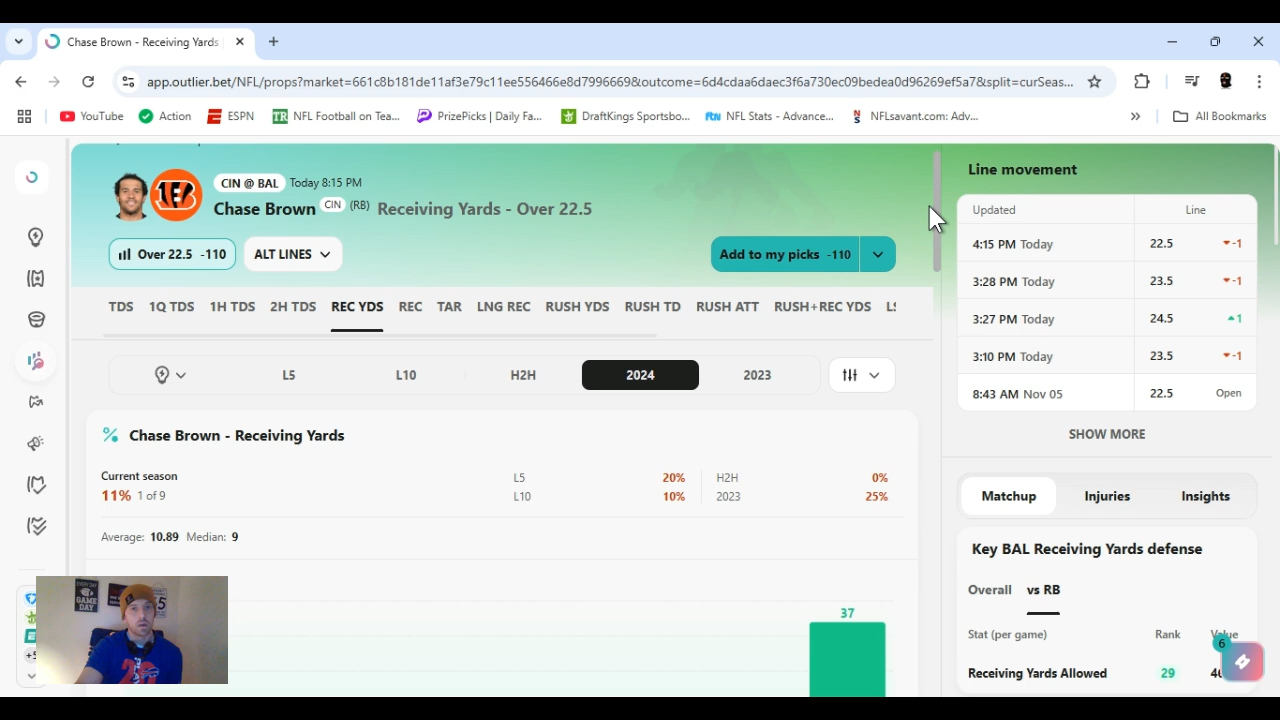 Chase Brown - Receiving Yards
app.outlier.bet/NFL/props?market=661c8b181de11af3e79c11ee556466e8d7996669&outcome=6d4cdaa6daec3f6a730ec09bedea0d96269ef5a7&split=curSeas...
YouTube Action ESPN NFL Football on Tea... PrizePicks | Daily Fa... DraftKings Sportsbo... NFL Stats - Advance... NFLsavant.com: Adv... All Bookmarks
CIN @ BAL Today 8:15 PM
Chase Brown CIN (RB) Receiving Yards - Over 22.5
Over 22.5 -110 ALT LINES Add to my picks -110
TDS 1Q TDS 1H TDS 2H TDS REC YDS REC TAR LNG REC RUSH YDS RUSH TD RUSH ATT RUSH+REC YDS
L5 L10 H2H 2024 2023
Chase Brown - Receiving Yards
Current season L5 20% H2H 0%
11% 1 of 9 L10 10% 2023 25%
Average: 10.89 Median: 9
37
Line movement
Updated Line
4:15 PM Today 22.5 -1
3:28 PM Today 23.5 -1
3:27 PM Today 24.5 1
3:10 PM Today 23.5 -1
8:43 AM Nov 05 22.5 Open
SHOW MORE
Matchup Injuries Insights
Key BAL Receiving Yards defense
Overall vs RB
Stat (per game) Rank Value
Receiving Yards Allowed 29
6
GAME
DAY